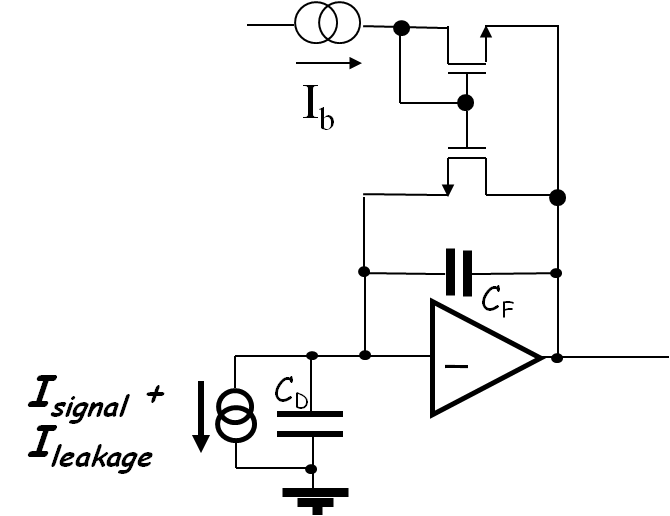 Ib
CF
−
CD
Isignal +
Ileakage